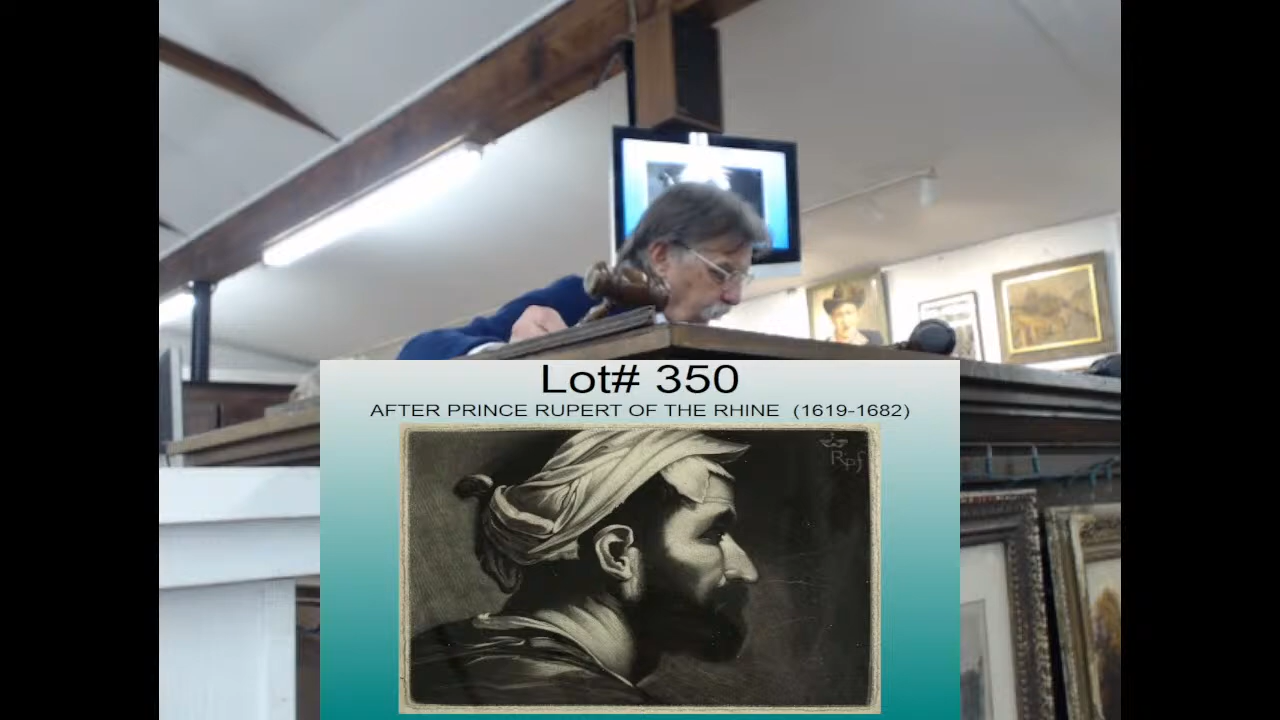 Lot# 350
AFTER PRINCE RUPERT OF THE RHINE (1619-1682)
Rpf